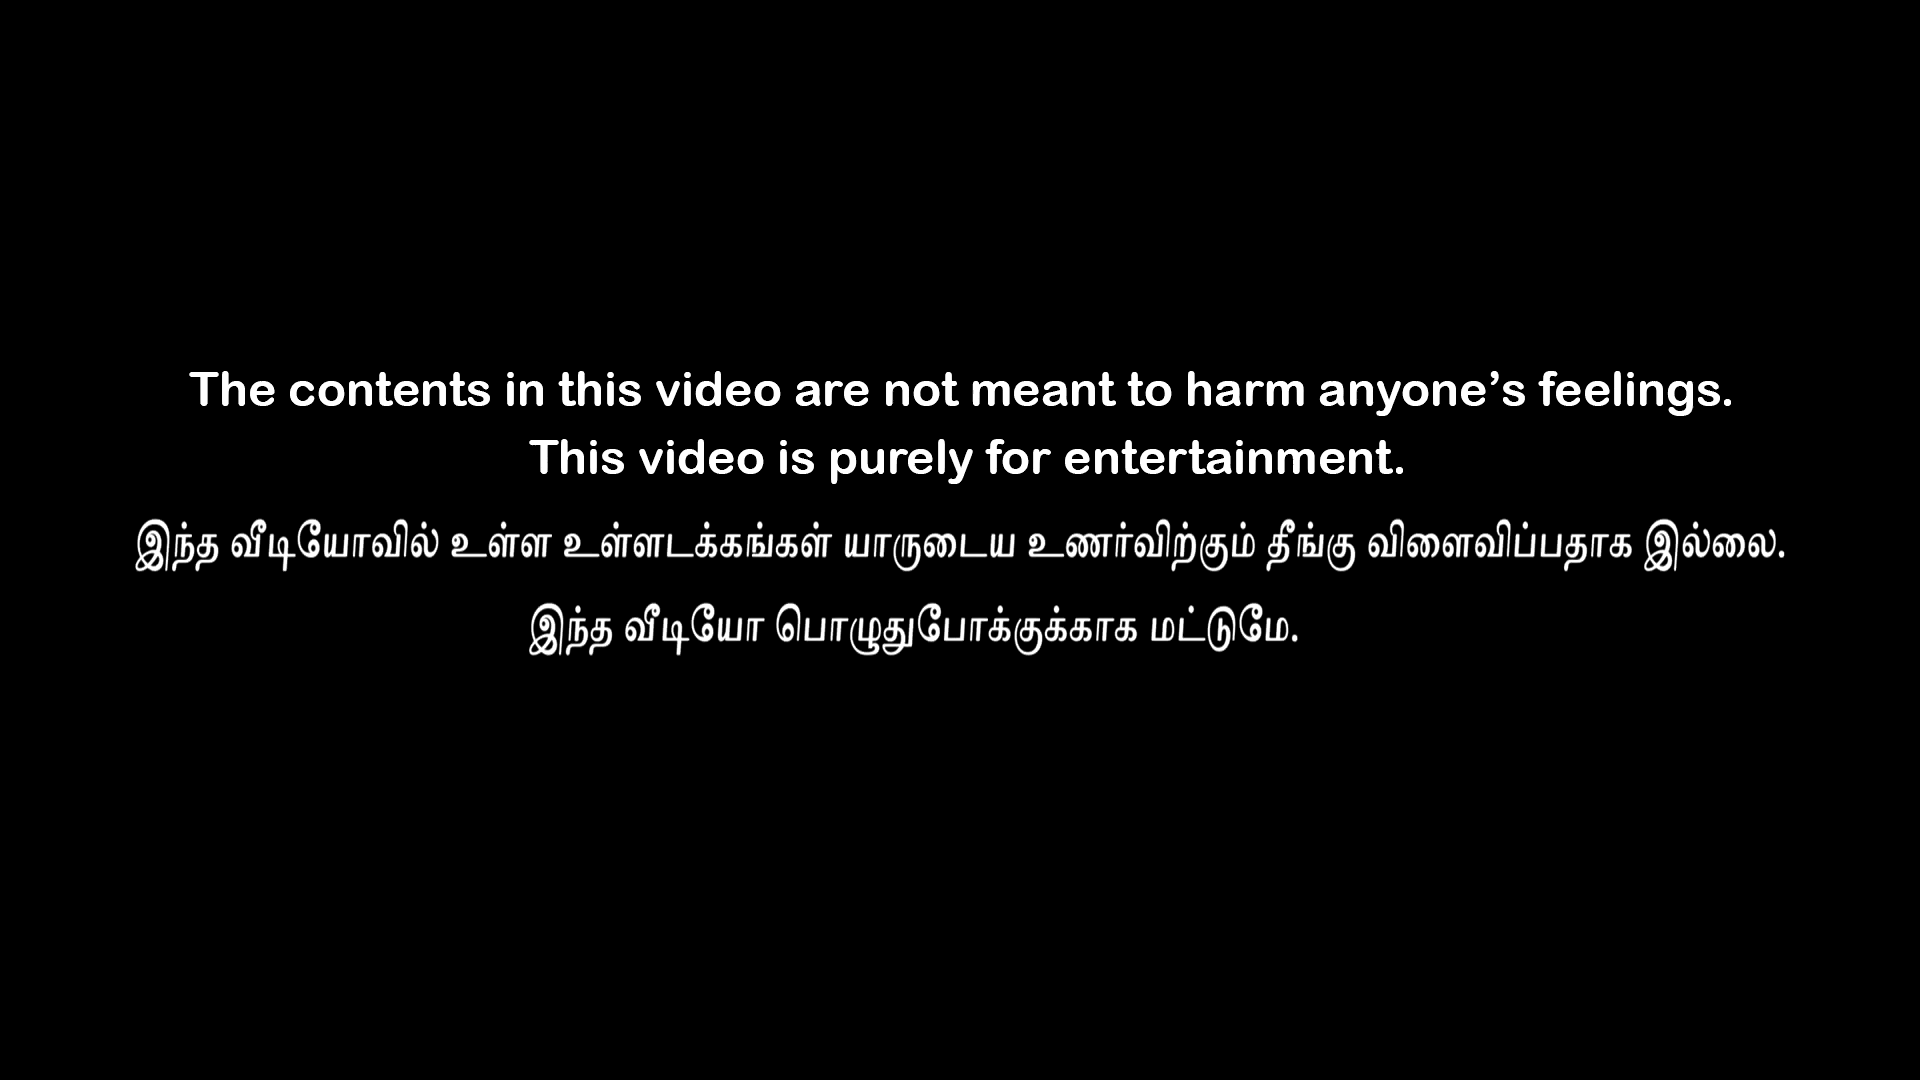 The contents in this video are not meant to harm anyone’s feelings.
This video is purely for entertainment.
இந்த வீடியோவில் உள்ள உள்ளடக்கங்கள் யாருடைய உணர்விற்கும் தீங்கு விளைவிப்பதாக இல்லை.
இந்த வீடியோ பொழுதுபோக்குக்காக மட்டுமே.